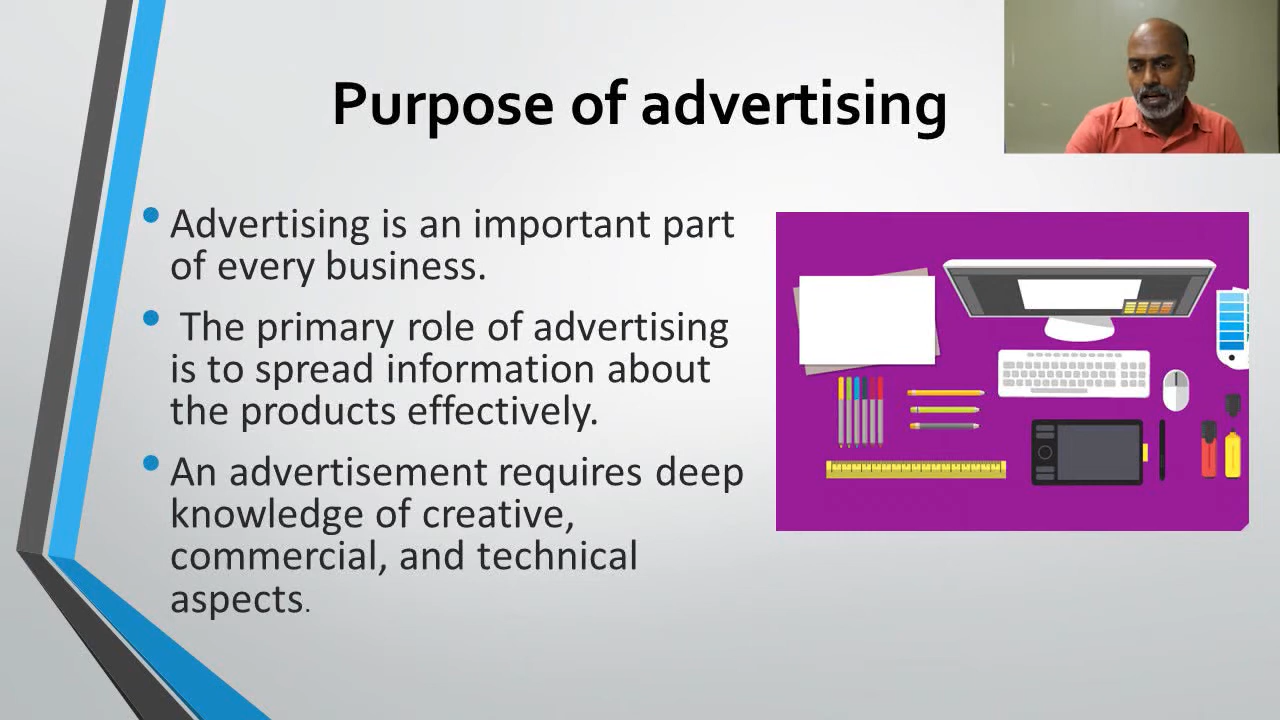 Purpose of advertising
• Advertising is an important part
of every business.
• The primary role of advertising
is to spread information about
the products effectively.
• An advertisement requires deep
knowledge of creative,
commercial, and technical
aspects.